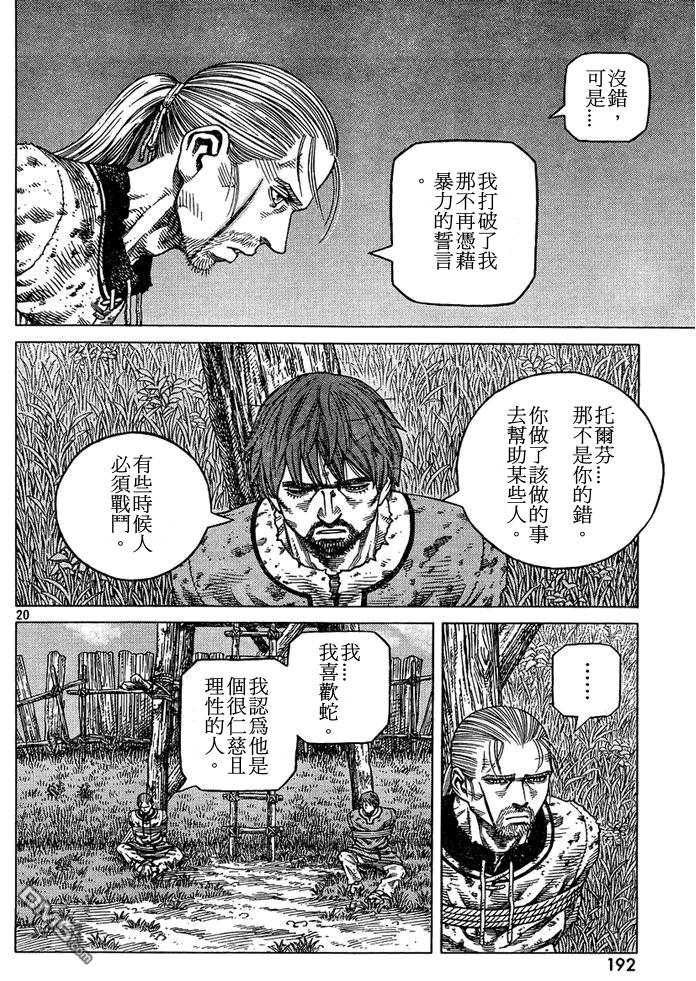 沒錯，
可是⋯
我打破了我
那不再憑藉
暴力的誓言
。
托爾芬⋯
那不是你的錯。
你做了該做的事
去幫助某些人。
有些時候人
必須戰鬥。
20
⋯⋯
我⋯
我喜歡蛇。
我認爲他是
個很仁慈且
理性的人。
192